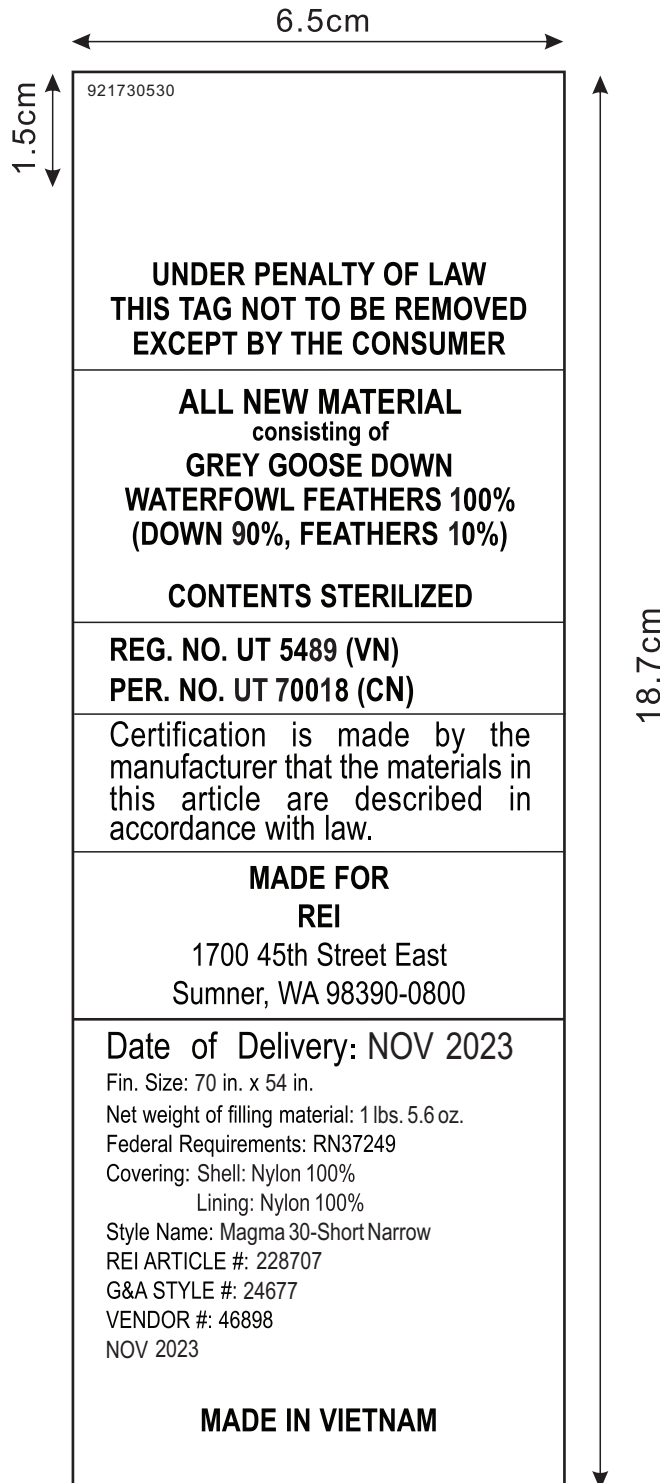 6.5cm
1.5cm
921730530
UNDER PENALTY OF LAW
THIS TAG NOT TO BE REMOVED
EXCEPT BY THE CONSUMER
ALL NEW MATERIAL
consisting of
GREY GOOSE DOWN
WATERFOWL FEATHERS 100%
(DOWN 90%, FEATHERS 10%)
CONTENTS STERILIZED
REG. NO. UT 5489 (VN)
PER. NO. UT 70018 (CN)
18.7cm
Certification is made by the
manufacturer that the materials in
this article are described in
accordance with law.
MADE FOR
REI
1700 45th Street East
Sumner, WA 98390-0800
Date of Delivery: NOV 2023
Fin. Size: 70 in. x 54 in.
Net weight of filling material: 1 lbs. 5.6 oz.
Federal Requirements: RN37249
Covering: Shell: Nylon 100%
Lining: Nylon 100%
Style Name: Magma 30-Short Narrow
REI ARTICLE #: 228707
G&A STYLE #: 24677
VENDOR #: 46898
NOV 2023
MADE IN VIETNAM